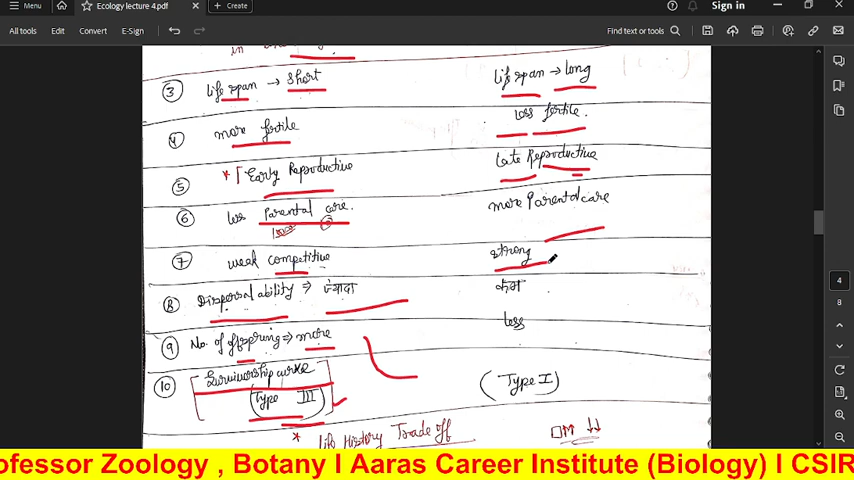 Menu
Ecology lecture 4.pdf
Create
Sign in
All tools
Edit
Convert
E-Sign
Find text or tools
in
③ Life span → Short
Life span → long
④ more fertile
less fertile.
⑤ * Early Reproductive
Late Reproductive
⑥ less Parental care.
more Parental care
⑦ weak competitive
strong
⑧ Dispersal ability ⇒ ज्यादा
कम
⑨ No. of offspring ⇒ more
less
⑩ Survivorship curve
(Type III)
(Type I)
* life History Trade off
4
4
8
ofessor Zoology , Botany I Aaras Career Institute (Biology) I CSIR